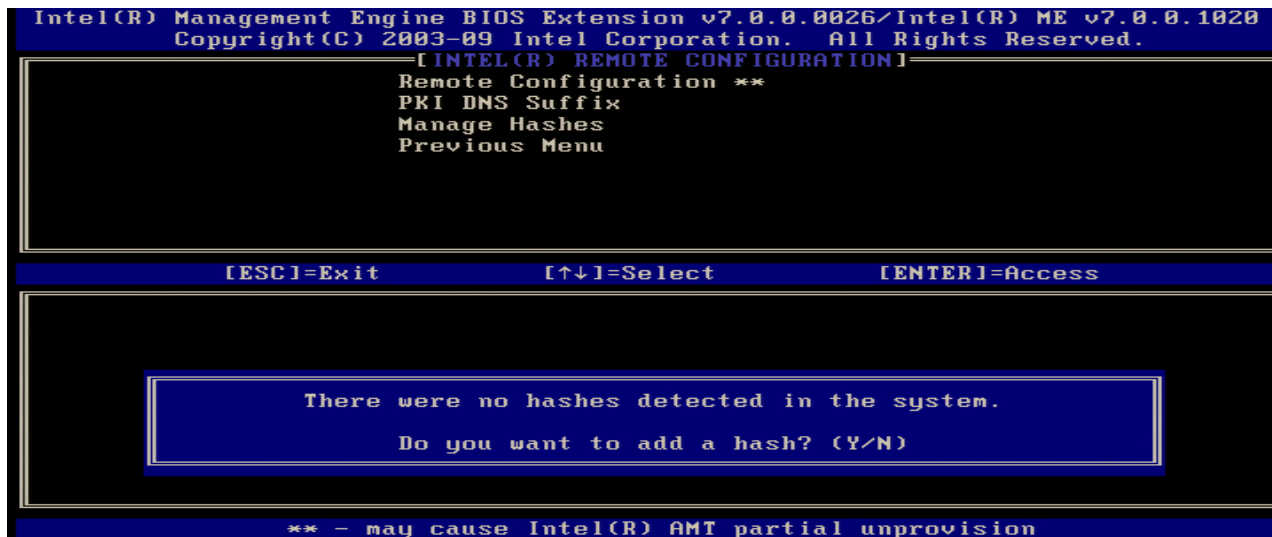 Intel(R) Management Engine BIOS Extension v7.0.0.0026/Intel(R) ME v7.0.0.1020
Copyright(C) 2003-09 Intel Corporation.  All Rights Reserved.
[INTEL(R) REMOTE CONFIGURATION]
Remote Configuration **
PKI DNS Suffix
Manage Hashes
Previous Menu
[ESC]=Exit [↑↓]=Select [ENTER]=Access
There were no hashes detected in the system.
Do you want to add a hash? (Y/N)
** - may cause Intel(R) AMT partial unprovision